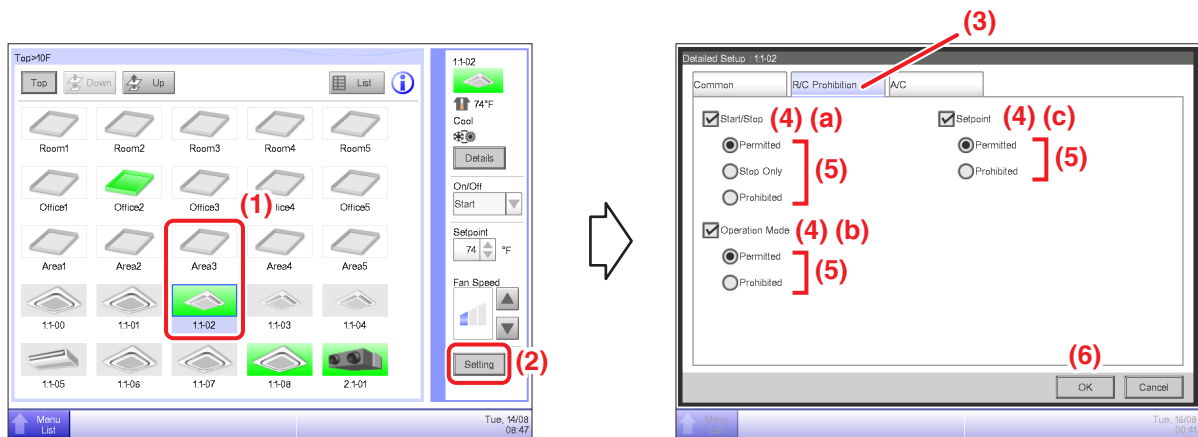 (3)
Top>10F
Top Down Up List
Room1 Room2 Room3 Room4 Room5
Office1 Office2 Office3 (1) fice4 Office5
Area1 Area2 Area3 Area4 Area5
1:1-00 1:1-01 1:1-02 1:1-03 1:1-04
1:1-05 1:1-06 1:1-07 1:1-08 2:1-01
1:1-02
74°F
Cool
Details
On/Off
Start
Setpoint
74 °F
Fan Speed
Setting (2)
Menu
List
Tue, 14/08
08:47
Detailed Setup : 1:1-02
Common R/C Prohibition A/C
Start/Stop (4) (a)
Permitted
Stop Only (5)
Prohibited
Setpoint (4) (c)
Permitted
(5)
Prohibited
Operation Mode (4) (b)
Permitted
(5)
Prohibited
(6)
OK Cancel
Menu
List
Tue, 16/08
00:41